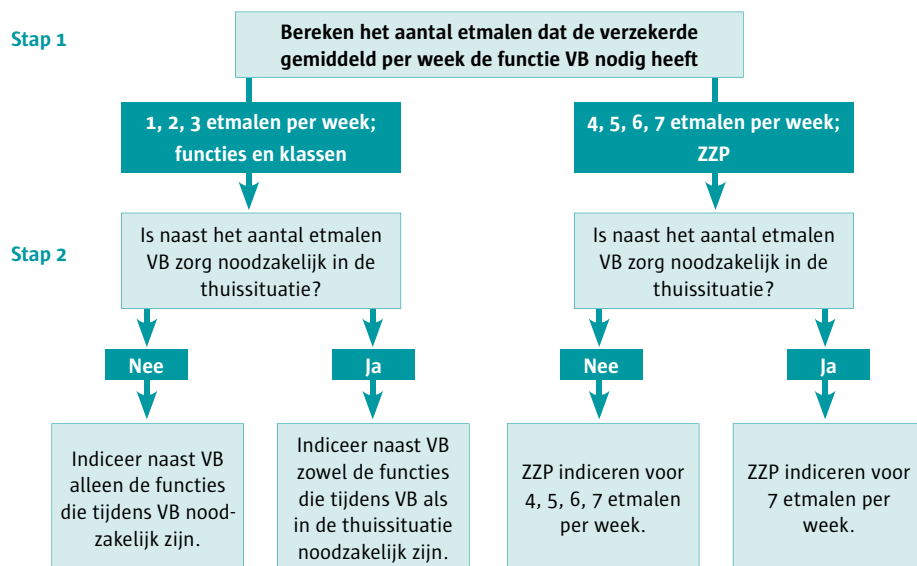 Stap 1
Bereken het aantal etmalen dat de verzekerde
gemiddeld per week de functie VB nodig heeft
1, 2, 3 etmalen per week;
functies en klassen
4, 5, 6, 7 etmalen per week;
ZZP
Stap 2
Is naast het aantal etmalen
VB zorg noodzakelijk in de
thuissituatie?
Is naast het aantal etmalen
VB zorg noodzakelijk in de
thuissituatie?
Nee
Ja
Nee
Ja
Indiceer naast VB
alleen de functies
die tijdens VB nood-
zakelijk zijn.
Indiceer naast VB
zowel de functies
die tijdens VB als
in de thuissituatie
noodzakelijk zijn.
ZZP indiceren voor
4, 5, 6, 7 etmalen
per week.
ZZP indiceren voor
7 etmalen per
week.